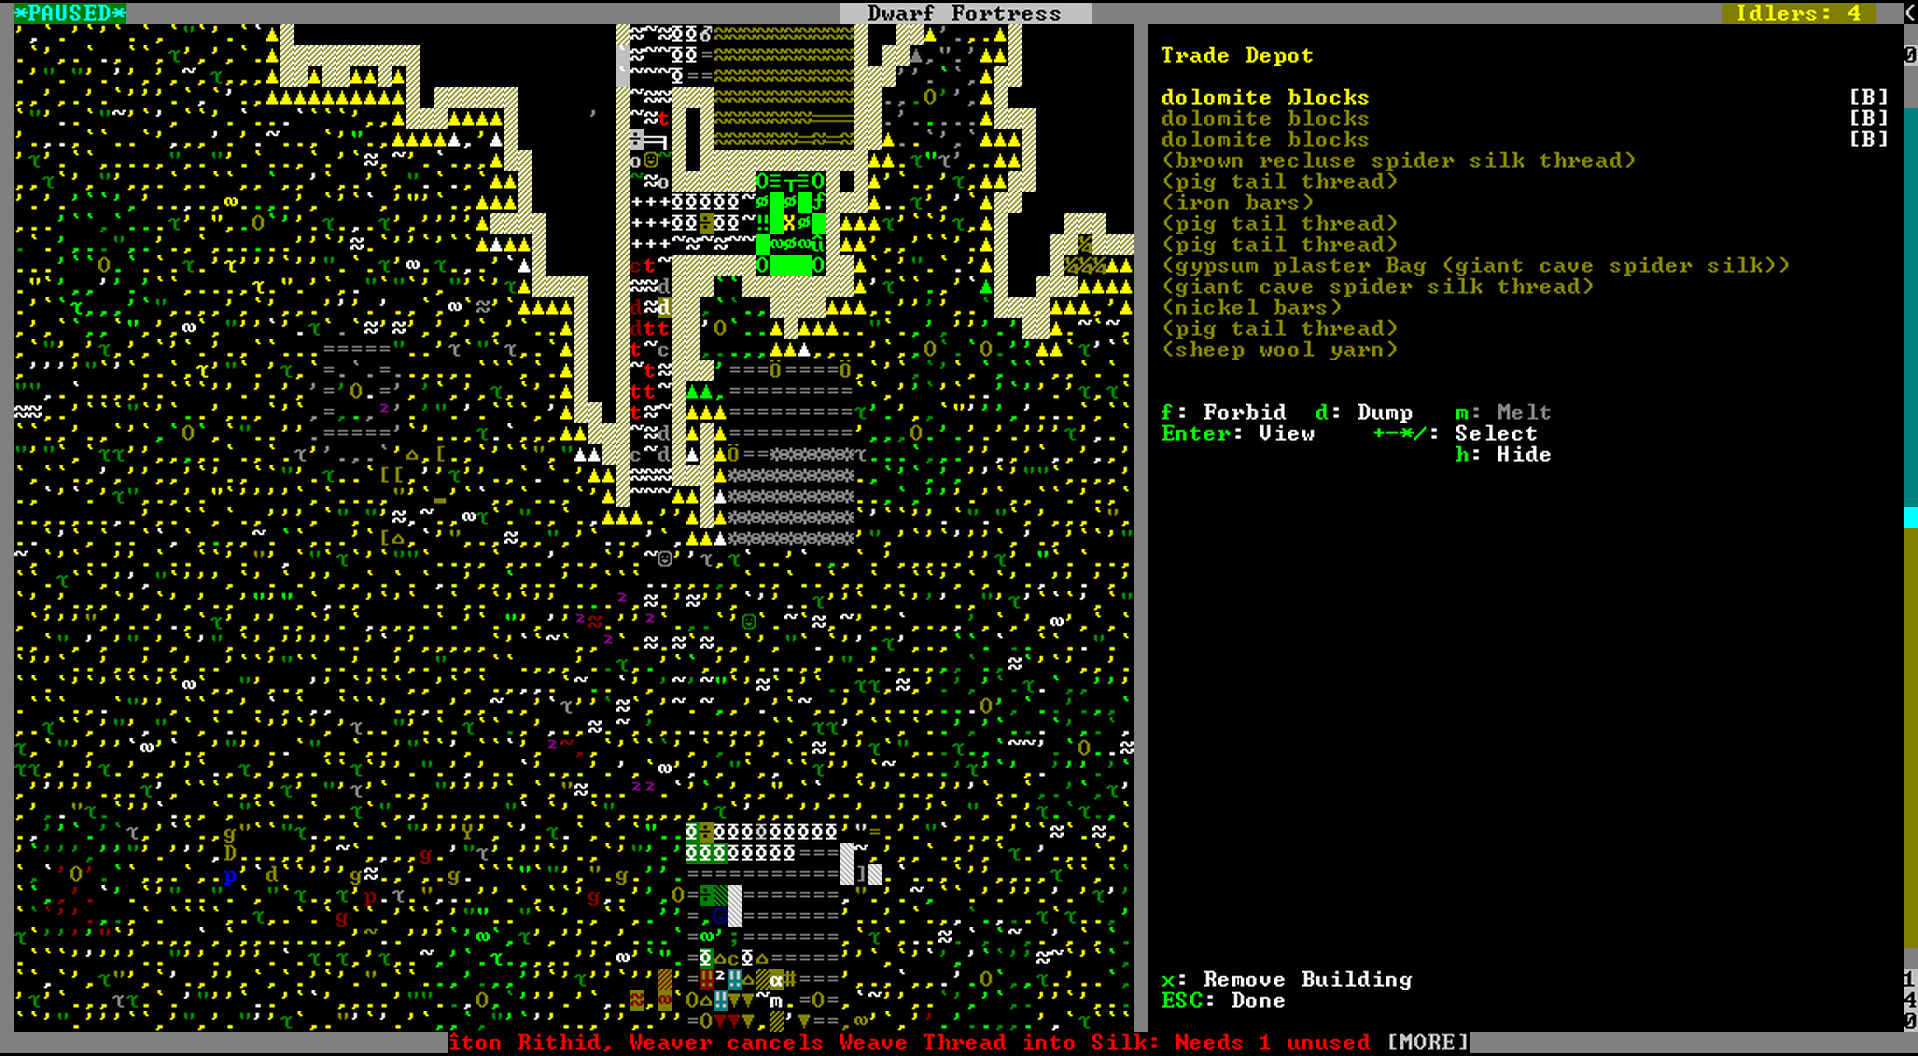 *PAUSED*
Dwarf Fortress
Idlers: 4
Trade Depot
dolomite blocks [B]
dolomite blocks [B]
dolomite blocks [B]
(brown recluse spider silk thread)
(pig tail thread)
(iron bars)
(pig tail thread)
(pig tail thread)
(gypsum plaster Bag (giant cave spider silk))
(giant cave spider silk thread)
(nickel bars)
(pig tail thread)
(sheep wool yarn)
f: Forbid d: Dump m: Melt
Enter: View +-*/: Select
h: Hide
x: Remove Building
ESC: Done
îton Rithid, Weaver cancels Weave Thread into Silk: Needs 1 unused [MORE]